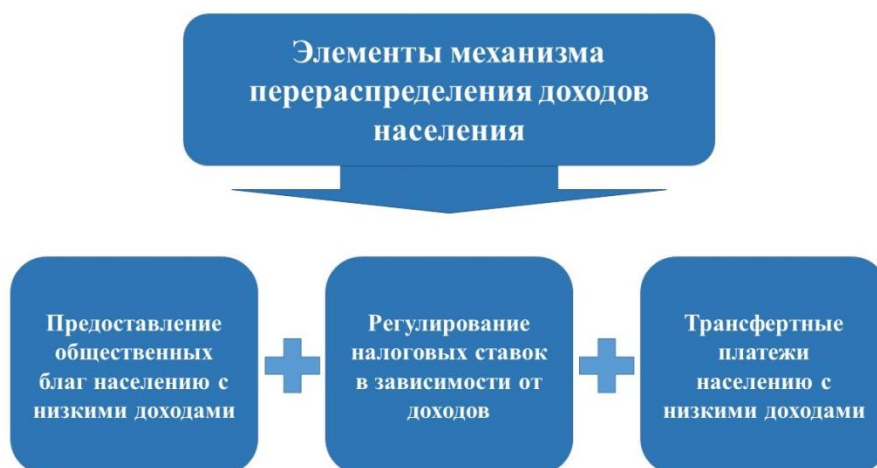 Элементы механизма
перераспределения доходов
населения
Предоставление
общественных
благ населению с
низкими доходами
Регулирование
налоговых ставок
в зависимости от
доходов
Трансфертные
платежи
населению с
низкими доходами